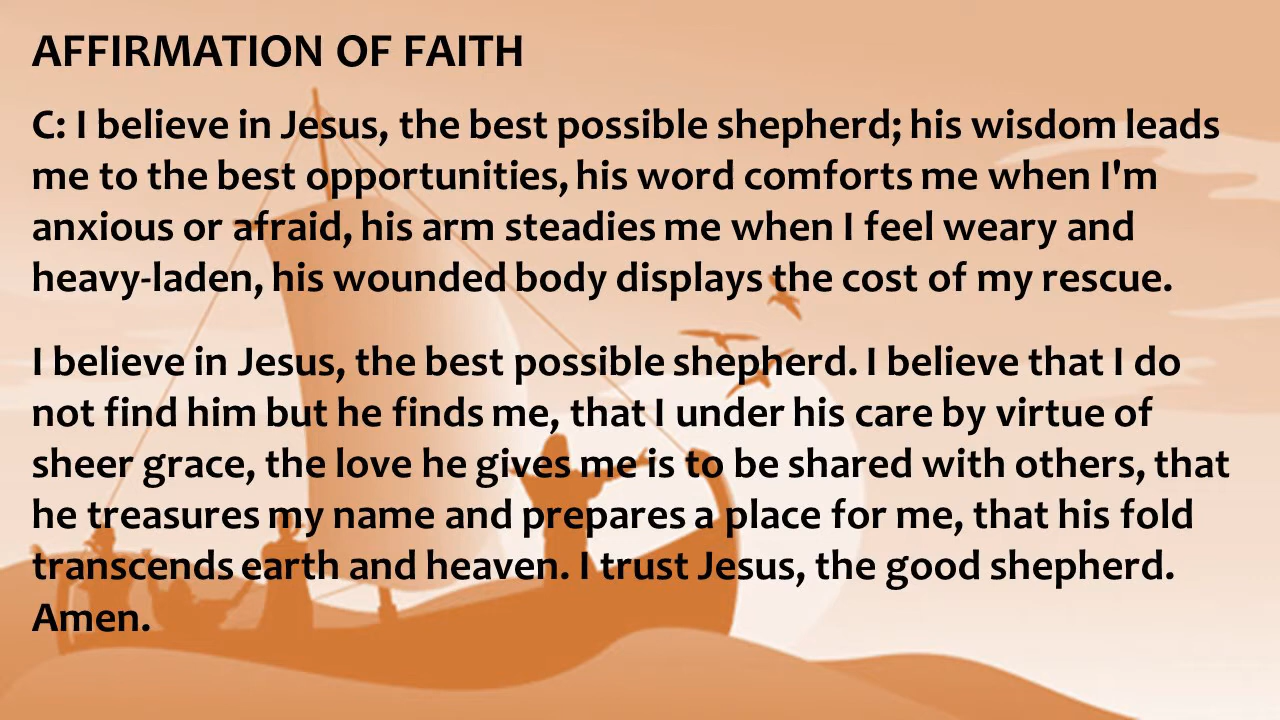 AFFIRMATION OF FAITH
C: I believe in Jesus, the best possible shepherd; his wisdom leads
me to the best opportunities, his word comforts me when I'm
anxious or afraid, his arm steadies me when I feel weary and
heavy-laden, his wounded body displays the cost of my rescue.
I believe in Jesus, the best possible shepherd. I believe that I do
not find him but he finds me, that I under his care by virtue of
sheer grace, the love he gives me is to be shared with others, that
he treasures my name and prepares a place for me, that his fold
transcends earth and heaven. I trust Jesus, the good shepherd.
Amen.